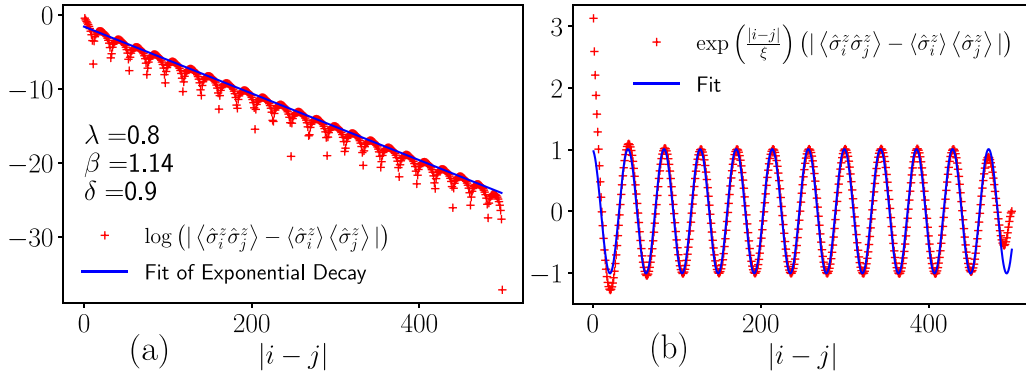 0
−10
−20
−30
λ =0.8
β =1.14
δ =0.9
log (| ⟨σ̂ᵢᶻσ̂ⱼᶻ⟩ − ⟨σ̂ᵢᶻ⟩ ⟨σ̂ⱼᶻ⟩ |)
Fit of Exponential Decay
0 200 400
(a) |i − j|
3
2
1
0
−1
exp (|i−j|/ξ) (| ⟨σ̂ᵢᶻσ̂ⱼᶻ⟩ − ⟨σ̂ᵢᶻ⟩ ⟨σ̂ⱼᶻ⟩ |)
Fit
0 200 400
(b) |i − j|